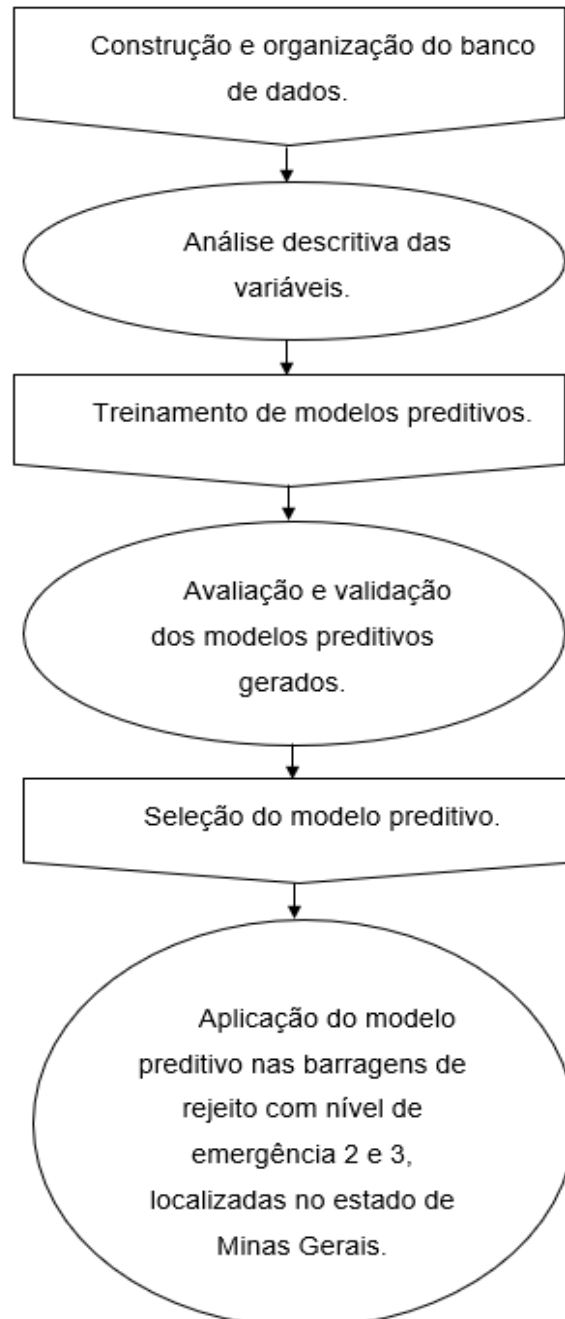 Construção e organização do banco
de dados.
Análise descritiva das
variáveis.
Treinamento de modelos preditivos.
Avaliação e validação
dos modelos preditivos
gerados.
Seleção do modelo preditivo.
Aplicação do modelo
preditivo nas barragens de
rejeito com nível de
emergência 2 e 3,
localizadas no estado de
Minas Gerais.